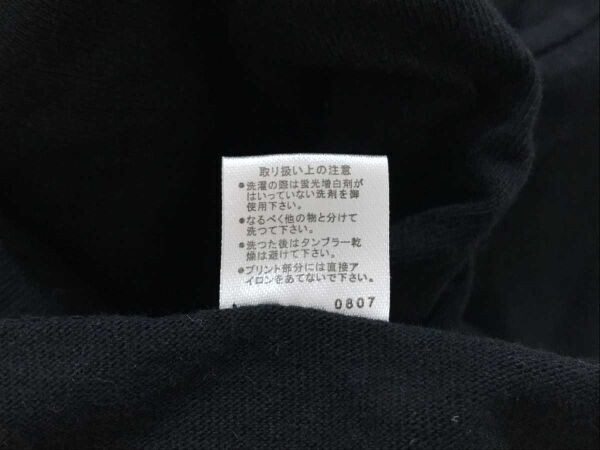 取り扱い上の注意
●洗濯の際は蛍光増白剤が
はいっていない洗剤を御
使用下さい。
●なるべく他の物と分けて
洗つて下さい。
●洗つた後はタンブラー乾
燥は避けて下さい。
●プリント部分には直接ア
イロンをあてないで下さい。
0807